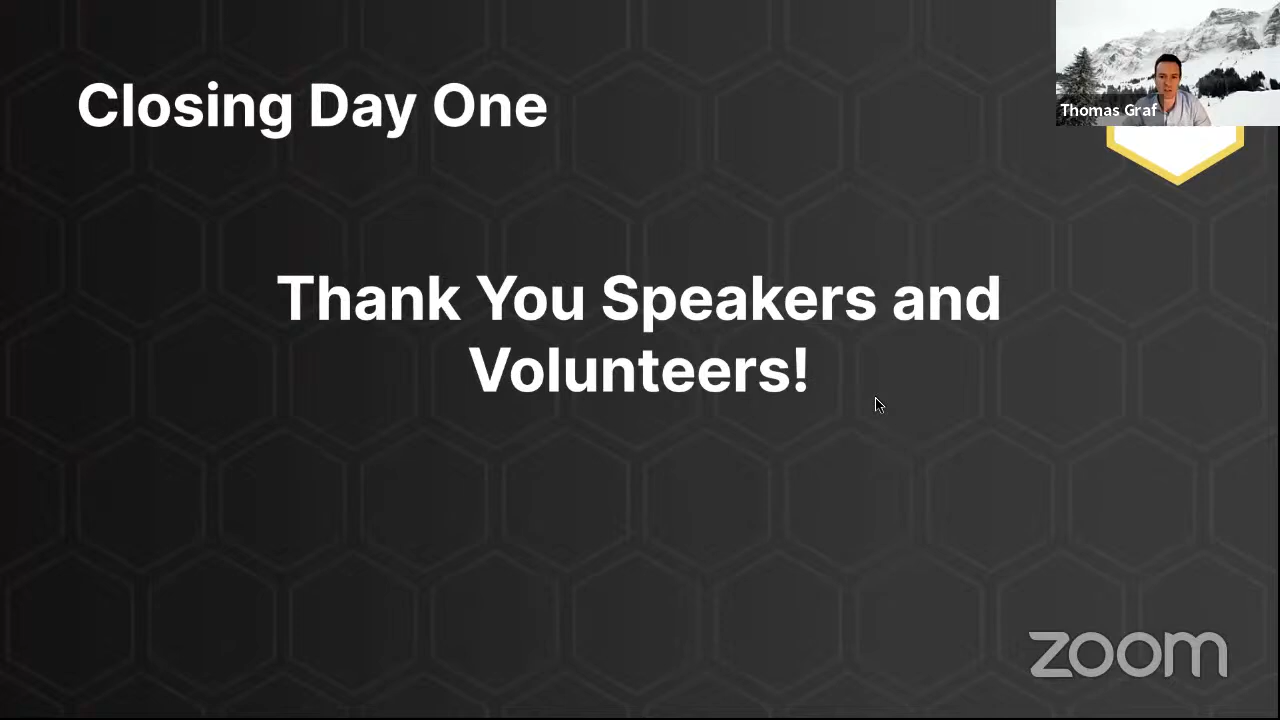 Closing Day One
Thomas Graf
Thank You Speakers and
Volunteers!
zoom